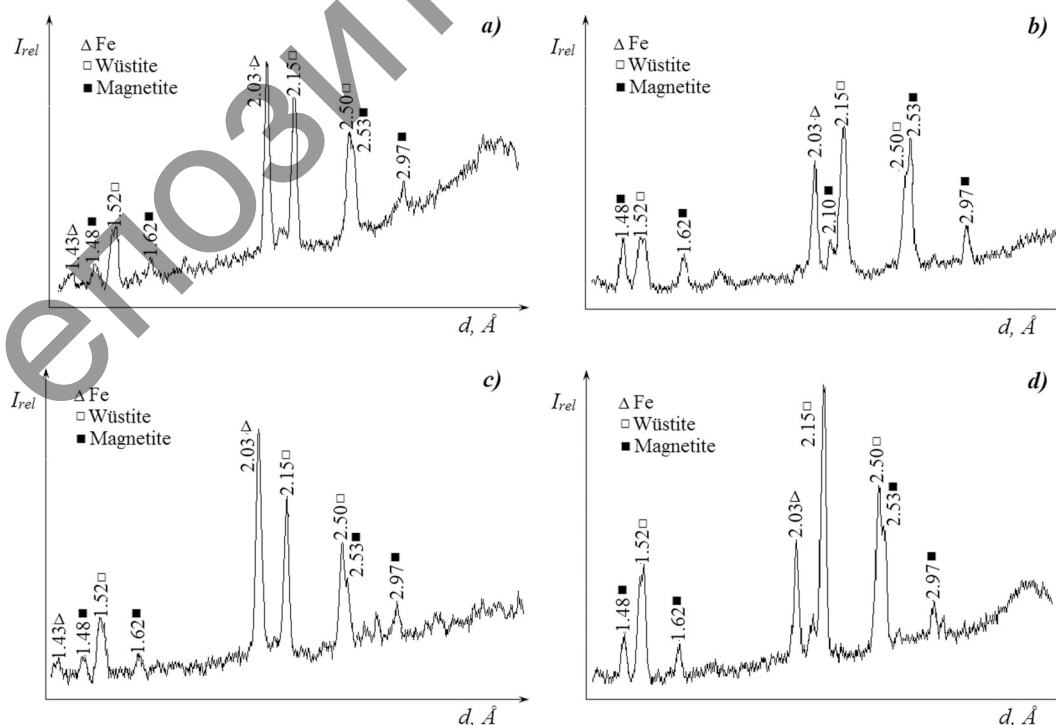 a)
I_rel
Δ Fe
□ Wüstite
■ Magnetite
1.43Δ
1.48■
1.52□
1.62■
2.03Δ
2.15□
2.50□
2.53■
2.97■
d, Å
b)
I_rel
Δ Fe
□ Wüstite
■ Magnetite
1.48■
1.52□
1.62■
2.03Δ
2.10■
2.15□
2.50□
2.53■
2.97■
d, Å
c)
I_rel
Δ Fe
□ Wüstite
■ Magnetite
1.43Δ
1.48■
1.52□
1.62■
2.03Δ
2.15□
2.50□
2.53■
2.97■
d, Å
d)
I_rel
Δ Fe
□ Wüstite
■ Magnetite
1.48■
1.52□
1.62■
2.03Δ
2.15□
2.50□
2.53■
2.97■
d, Å